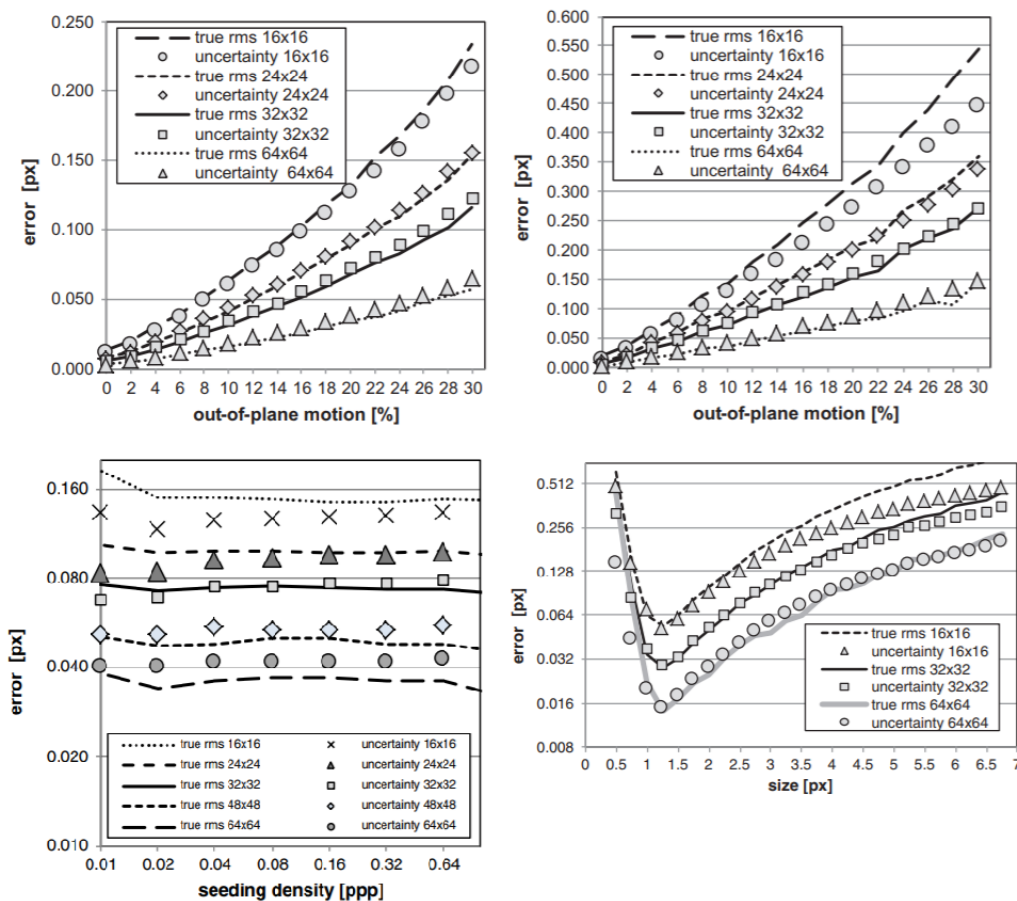 0.250
0.200
0.150
0.100
0.050
0.000
error [px]
true rms 16x16
uncertainty 16x16
true rms 24x24
uncertainty 24x24
true rms 32x32
uncertainty 32x32
true rms 64x64
uncertainty 64x64
0 2 4 6 8 10 12 14 16 18 20 22 24 26 28 30
out-of-plane motion [%]
0.600
0.550
0.500
0.450
0.400
0.350
0.300
0.250
0.200
0.150
0.100
0.050
0.000
error [px]
true rms 16x16
uncertainty 16x16
true rms 24x24
uncertainty 24x24
true rms 32x32
uncertainty 32x32
true rms 64x64
uncertainty 64x64
0 2 4 6 8 10 12 14 16 18 20 22 24 26 28 30
out-of-plane motion [%]
0.160
0.080
0.040
0.020
0.010
error [px]
true rms 16x16 uncertainty 16x16
true rms 24x24 uncertainty 24x24
true rms 32x32 uncertainty 32x32
true rms 48x48 uncertainty 48x48
true rms 64x64 uncertainty 64x64
0.01 0.02 0.04 0.08 0.16 0.32 0.64
seeding density [ppp]
0.512
0.256
0.128
0.064
0.032
0.016
0.008
error [px]
true rms 16x16
uncertainty 16x16
true rms 32x32
uncertainty 32x32
true rms 64x64
uncertainty 64x64
0 0.5 1 1.5 2 2.5 3 3.5 4 4.5 5 5.5 6 6.5 7
size [px]